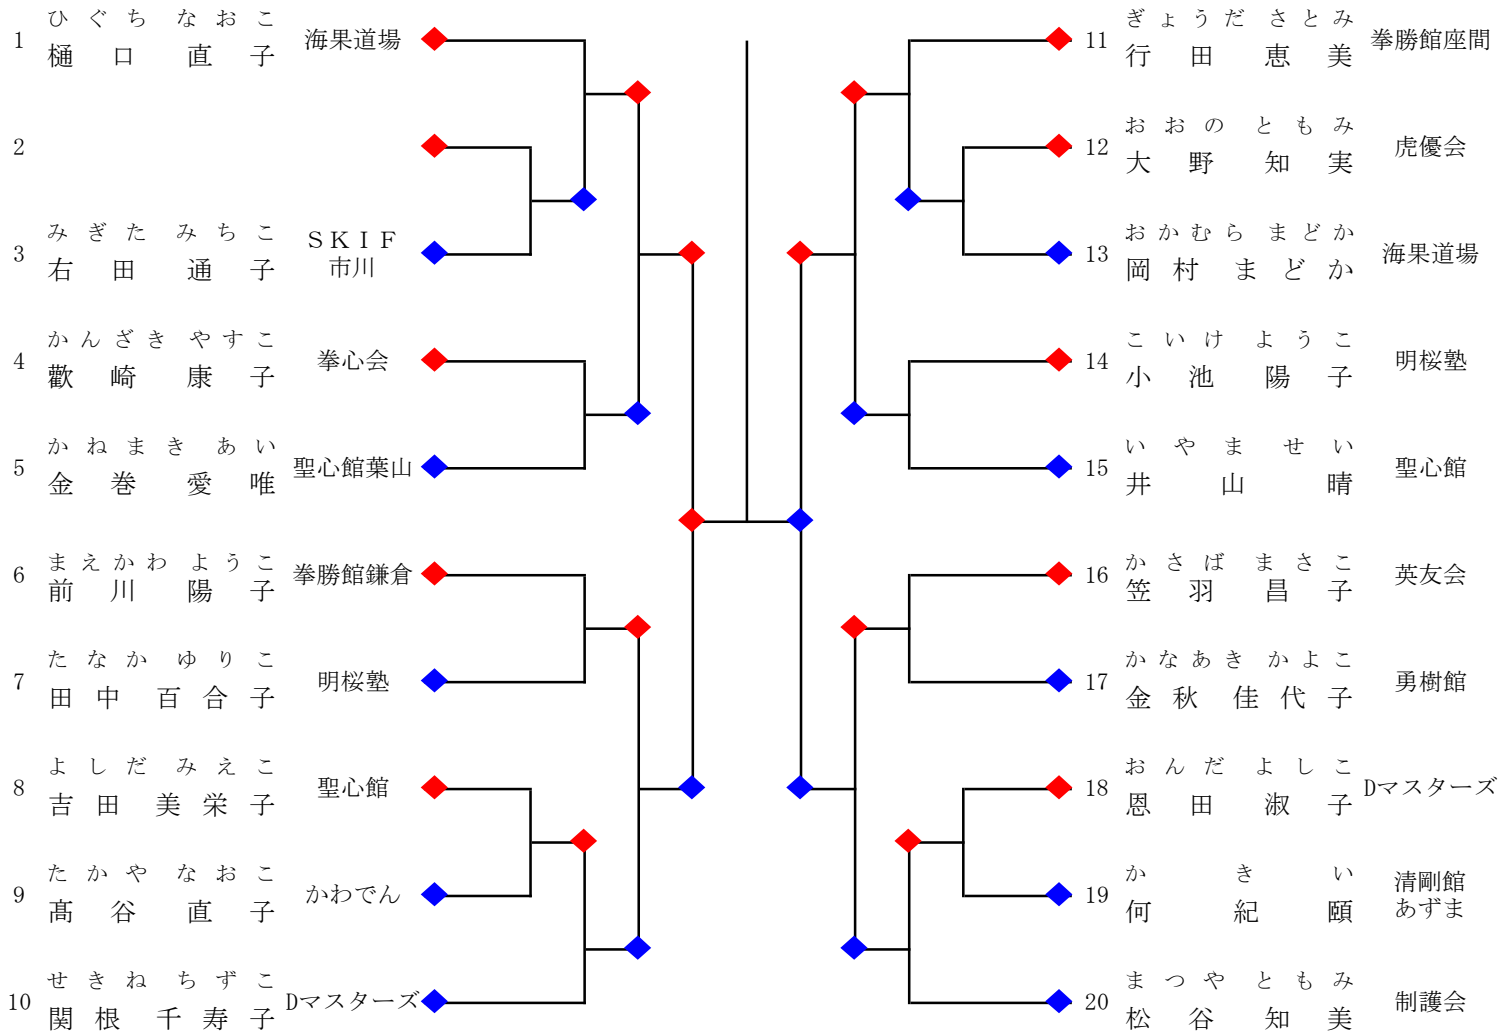 ひぐち なおこ
1 樋口 直子 海果道場
2
みぎた みちこ
3 右田 通子 ＳＫＩＦ
市川
かんざき やすこ
4 歡崎 康子 拳心会
かねまき あい
5 金巻 愛唯 聖心館葉山
まえかわ ようこ
6 前川 陽子 拳勝館鎌倉
たなか ゆりこ
7 田中 百合子 明桜塾
よしだ みえこ
8 吉田 美栄子 聖心館
たかや なおこ
9 髙谷 直子 かわでん
せきね ちずこ
10 関根 千寿子 Dマスターズ
ぎょうだ さとみ
11 行田 恵美 拳勝館座間
おおの ともみ
12 大野 知実 虎優会
おかむら まどか
13 岡村 まどか 海果道場
こいけ ようこ
14 小池 陽子 明桜塾
いやま せい
15 井山 晴 聖心館
かさば まさこ
16 笠羽 昌子 英友会
かなあき かよこ
17 金秋 佳代子 勇樹館
おんだ よしこ
18 恩田 淑子 Dマスターズ
か きい
19 何 紀頤 清剛館
あずま
まつや ともみ
20 松谷 知美 制護会